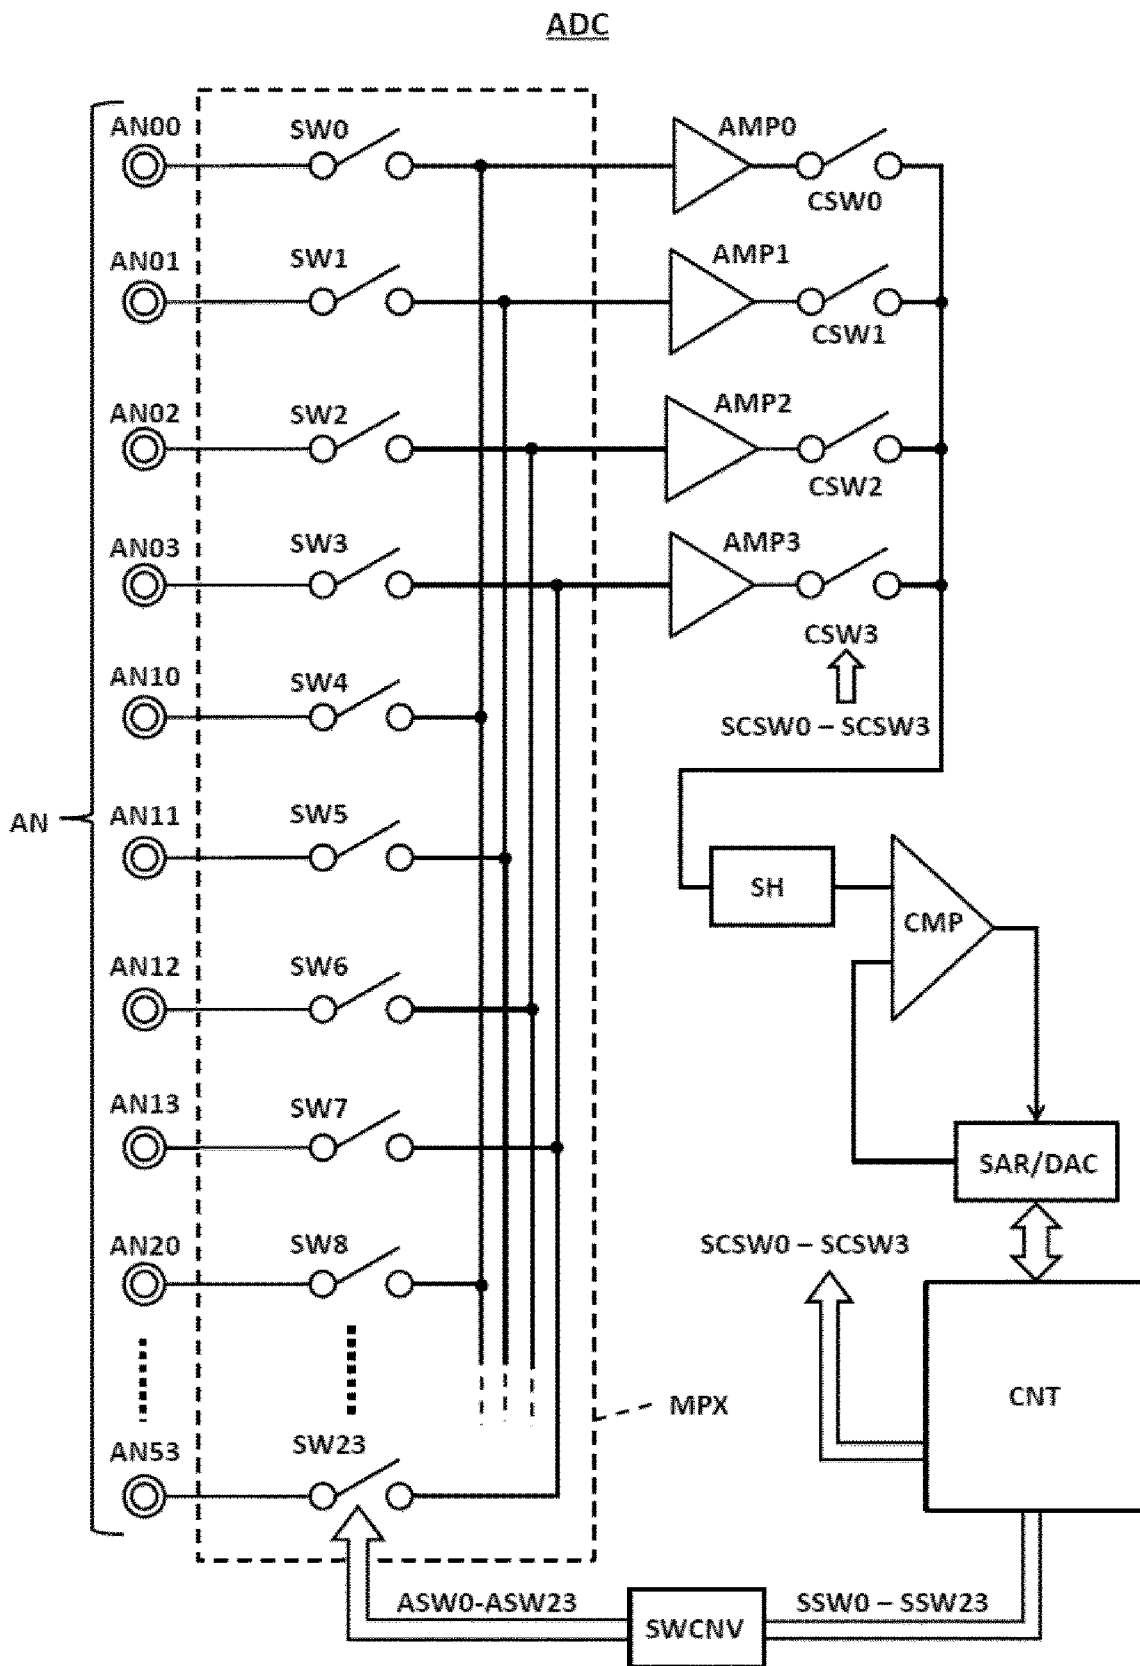 ADC
AN00
SW0
AMP0
CSW0
AN01
SW1
AMP1
CSW1
AN02
SW2
AMP2
CSW2
AN03
SW3
AMP3
CSW3
SCSW0 – SCSW3
AN10
SW4
AN
AN11
SW5
SH
CMP
AN12
SW6
AN13
SW7
SAR/DAC
AN20
SW8
SCSW0 – SCSW3
MPX
CNT
AN53
SW23
ASW0-ASW23
SWCNV
SSW0 – SSW23